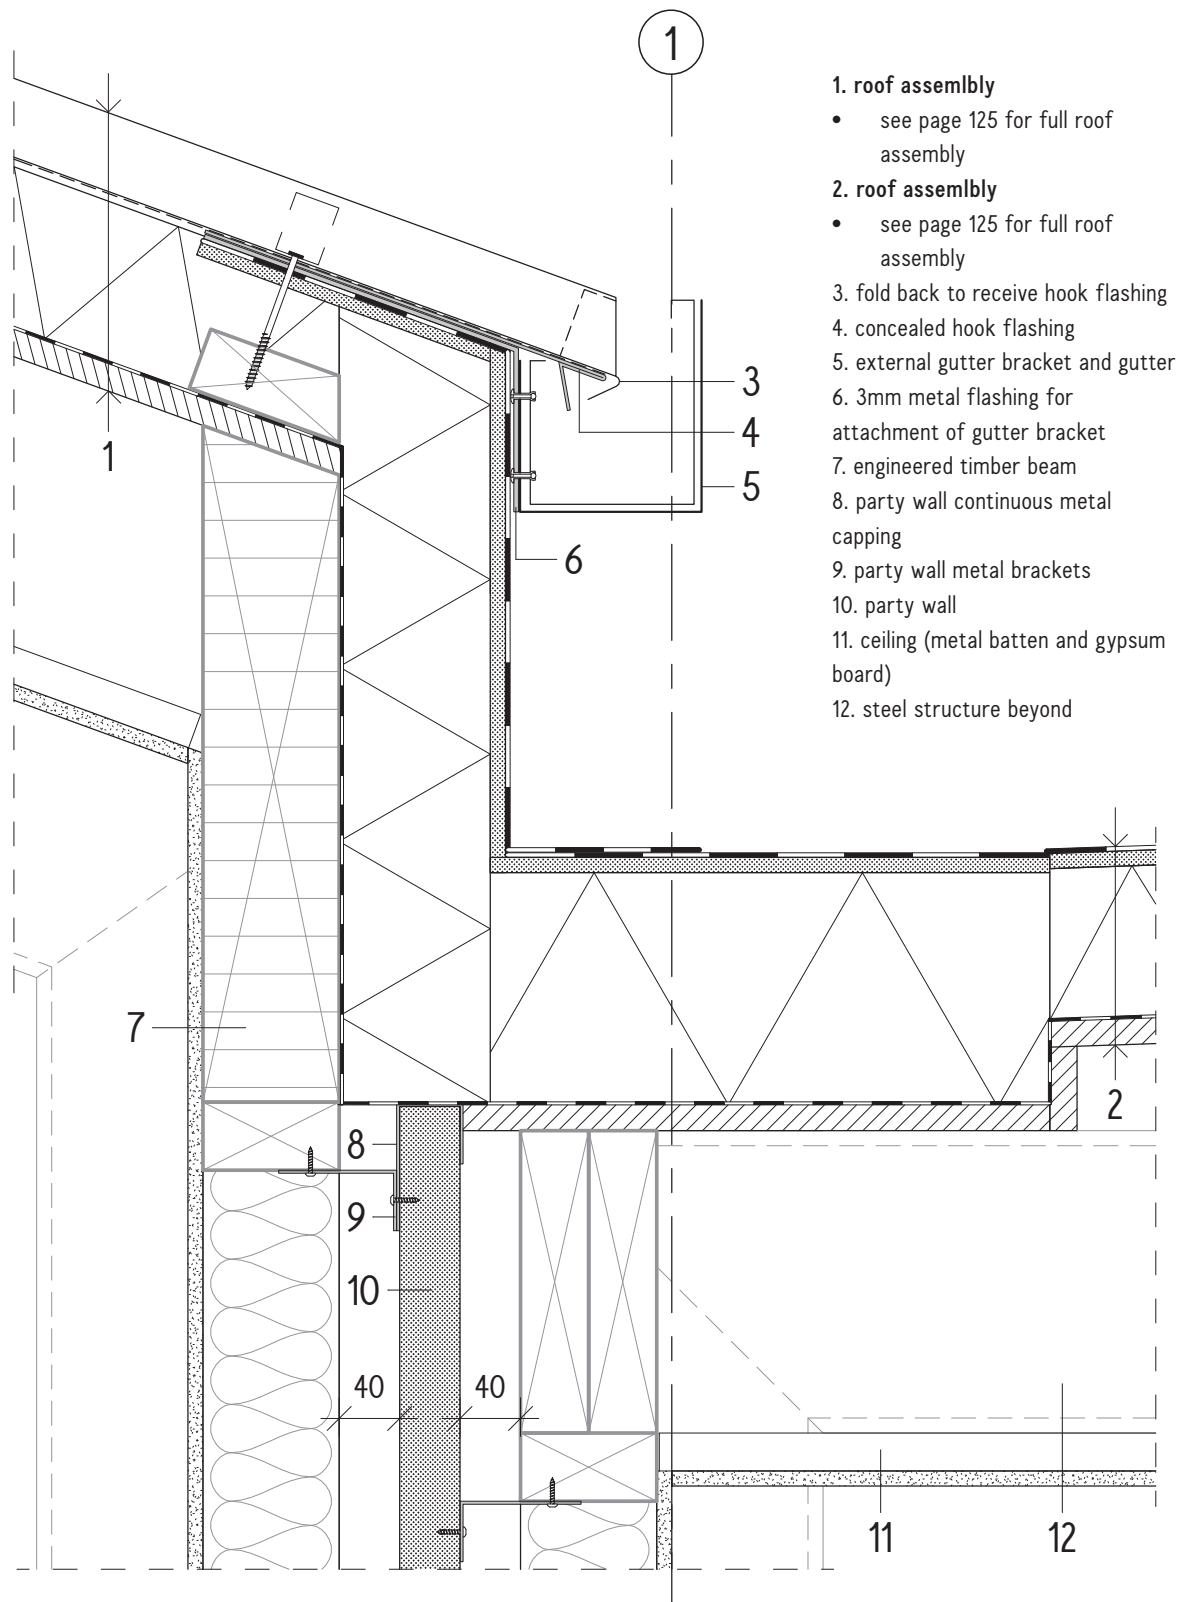 1
1. roof assemlbly
• see page 125 for full roof
assembly
2. roof assemlbly
• see page 125 for full roof
assembly
3. fold back to receive hook flashing
4. concealed hook flashing
5. external gutter bracket and gutter
6. 3mm metal flashing for
attachment of gutter bracket
7. engineered timber beam
8. party wall continuous metal
capping
9. party wall metal brackets
10. party wall
11. ceiling (metal batten and gypsum
board)
12. steel structure beyond
3
4
1
5
6
7
2
8
9
10
40 40
11 12